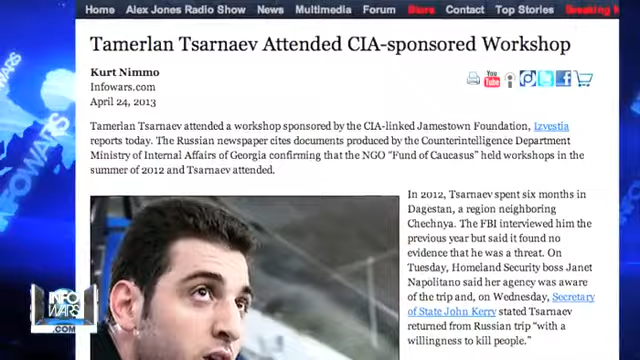 Home Alex Jones Radio Show News Multimedia Forum Store Contact Top Stories Breaking N
Tamerlan Tsarnaev Attended CIA-sponsored Workshop
Kurt Nimmo
Infowars.com
April 24, 2013
You
Tube
Tamerlan Tsarnaev attended a workshop sponsored by the CIA-linked Jamestown Foundation, Izvestia
reports today. The Russian newspaper cites documents produced by the Counterintelligence Department
Ministry of Internal Affairs of Georgia confirming that the NGO “Fund of Caucasus” held workshops in the
summer of 2012 and Tsarnaev attended.
In 2012, Tsarnaev spent six months in
Dagestan, a region neighboring
Chechnya. The FBI interviewed him the
previous year but said it found no
evidence that he was a threat. On
Tuesday, Homeland Security boss Janet
Napolitano said her agency was aware
of the trip and, on Wednesday, Secretary
of State John Kerry stated Tsarnaev
returned from Russian trip “with a
willingness to kill people.”
INFOWARS
INFO
WARS
.COM